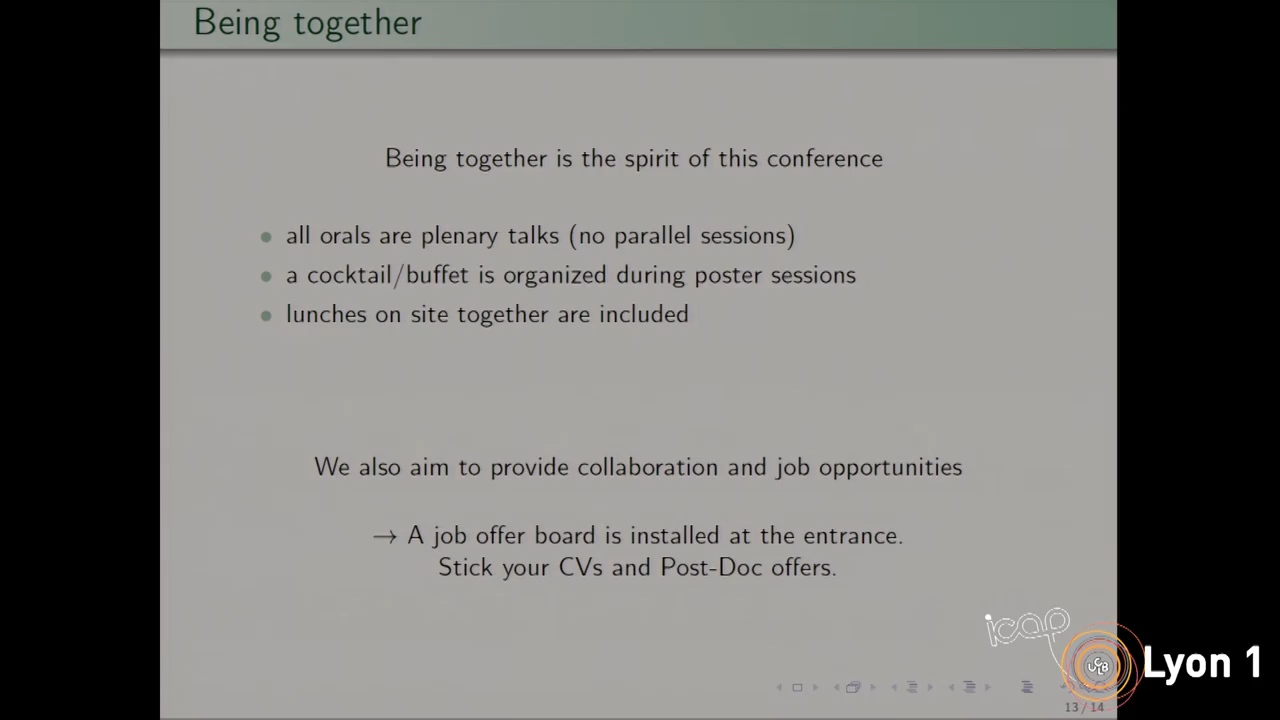 Being together
Being together is the spirit of this conference
all orals are plenary talks (no parallel sessions)
a cocktail/buffet is organized during poster sessions
lunches on site together are included
We also aim to provide collaboration and job opportunities
→ A job offer board is installed at the entrance.
Stick your CVs and Post-Doc offers.
icap
UCBL
Lyon 1
13 / 14